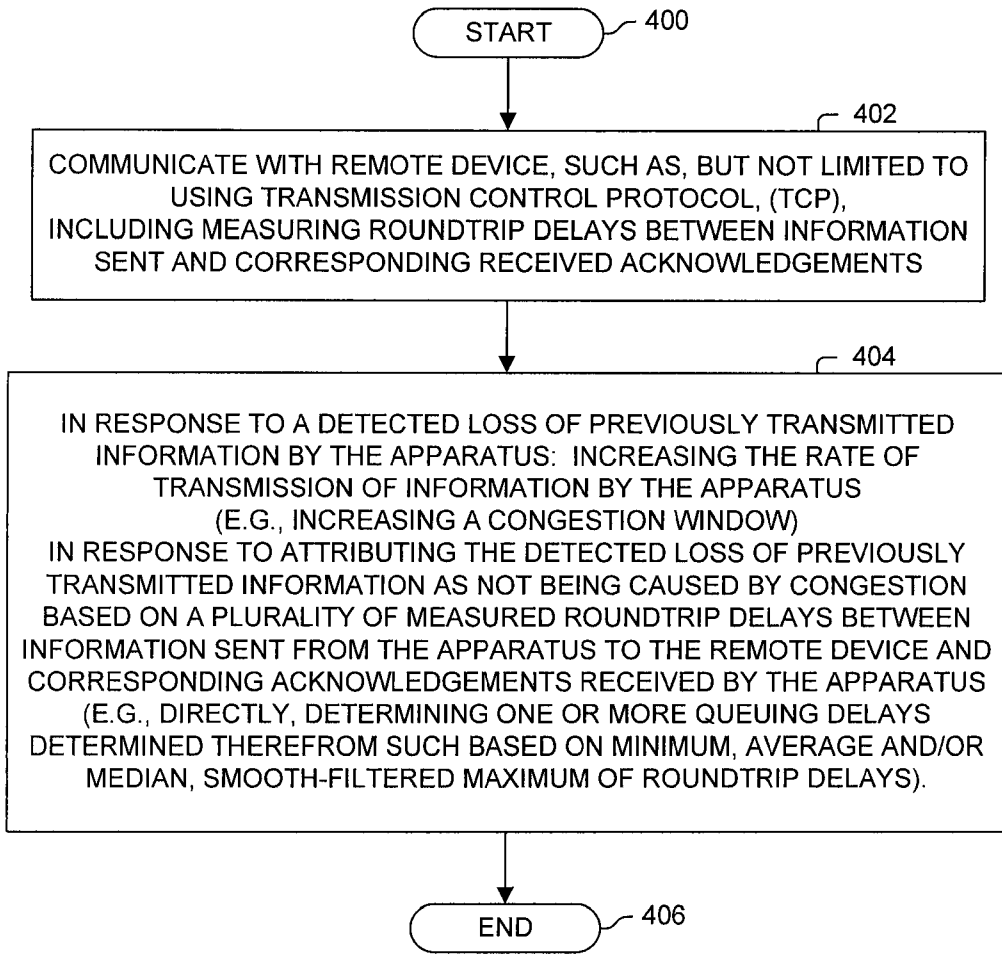 START
400
402
COMMUNICATE WITH REMOTE DEVICE, SUCH AS, BUT NOT LIMITED TO
USING TRANSMISSION CONTROL PROTOCOL, (TCP),
INCLUDING MEASURING ROUNDTRIP DELAYS BETWEEN INFORMATION
SENT AND CORRESPONDING RECEIVED ACKNOWLEDGEMENTS
404
IN RESPONSE TO A DETECTED LOSS OF PREVIOUSLY TRANSMITTED
INFORMATION BY THE APPARATUS: INCREASING THE RATE OF
TRANSMISSION OF INFORMATION BY THE APPARATUS
(E.G., INCREASING A CONGESTION WINDOW)
IN RESPONSE TO ATTRIBUTING THE DETECTED LOSS OF PREVIOUSLY
TRANSMITTED INFORMATION AS NOT BEING CAUSED BY CONGESTION
BASED ON A PLURALITY OF MEASURED ROUNDTRIP DELAYS BETWEEN
INFORMATION SENT FROM THE APPARATUS TO THE REMOTE DEVICE AND
CORRESPONDING ACKNOWLEDGEMENTS RECEIVED BY THE APPARATUS
(E.G., DIRECTLY, DETERMINING ONE OR MORE QUEUING DELAYS
DETERMINED THEREFROM SUCH BASED ON MINIMUM, AVERAGE AND/OR
MEDIAN, SMOOTH-FILTERED MAXIMUM OF ROUNDTRIP DELAYS).
END
406